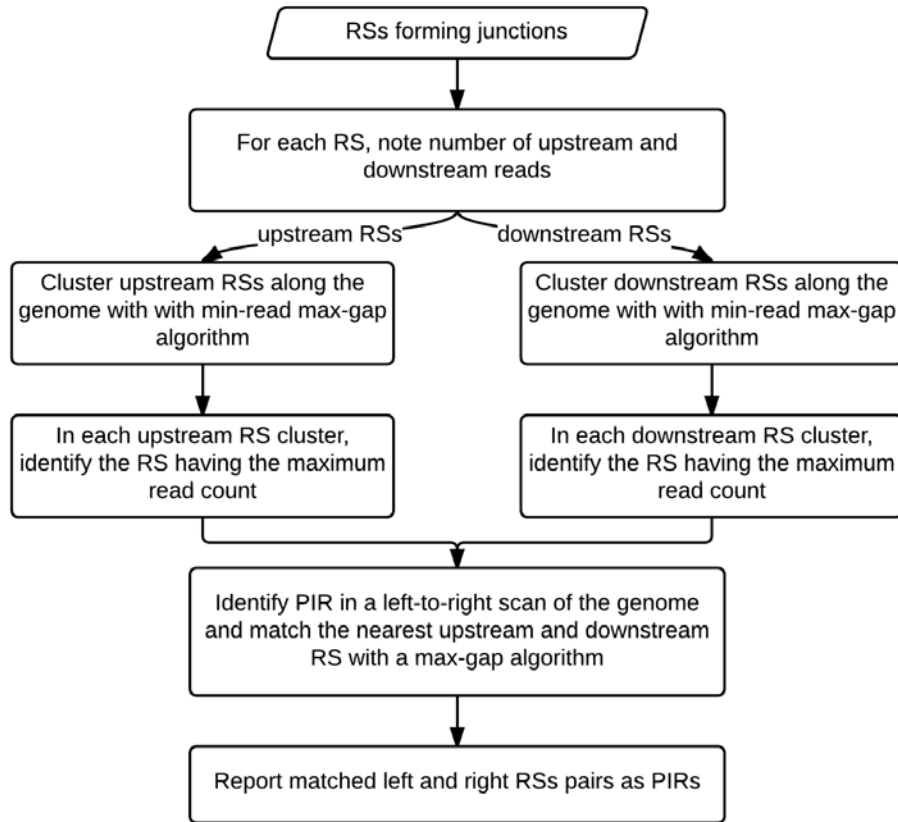 RSs forming junctions
For each RS, note number of upstream and
downstream reads
upstream RSs
downstream RSs
Cluster upstream RSs along the
genome with with min-read max-gap
algorithm
Cluster downstream RSs along the
genome with with min-read max-gap
algorithm
In each upstream RS cluster,
identify the RS having the maximum
read count
In each downstream RS cluster,
identify the RS having the maximum
read count
Identify PIR in a left-to-right scan of the genome
and match the nearest upstream and downstream
RS with a max-gap algorithm
Report matched left and right RSs pairs as PIRs